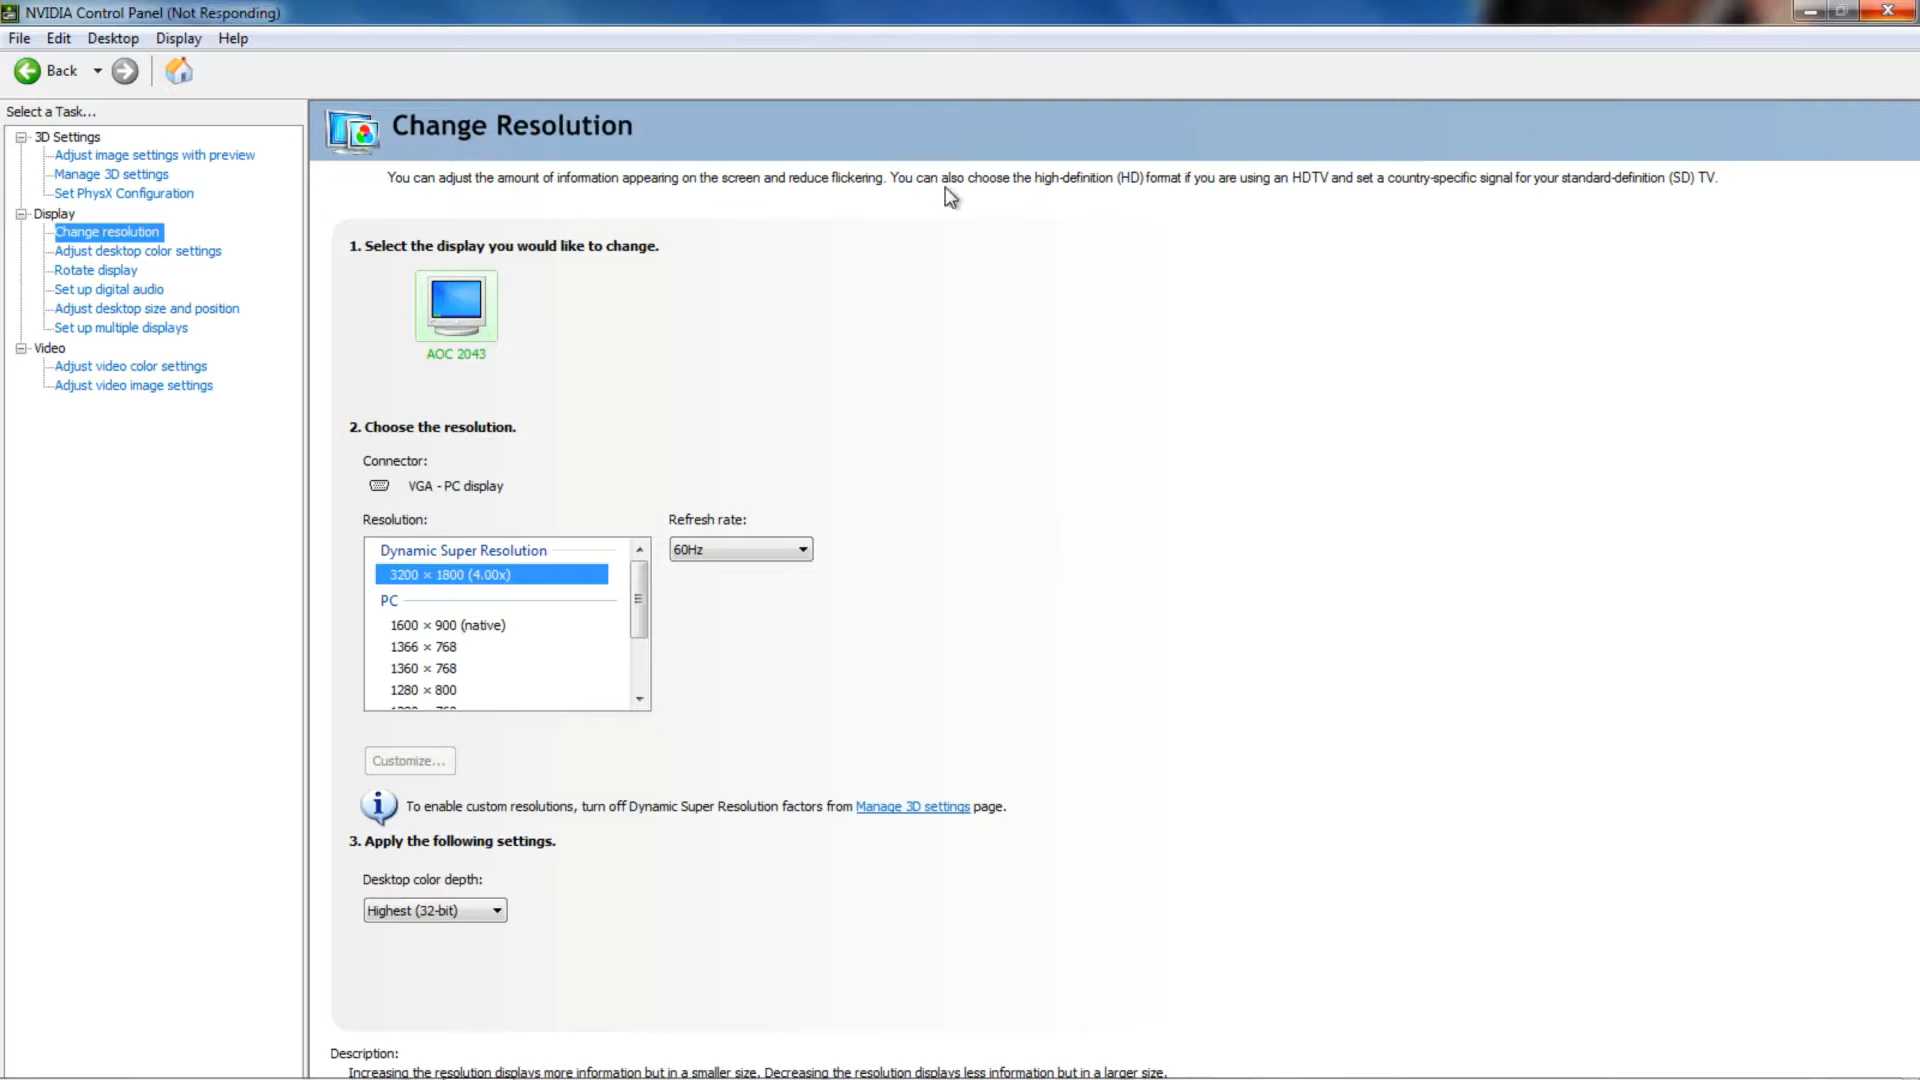 NVIDIA Control Panel (Not Responding)
File Edit Desktop Display Help
Back
Select a Task...
3D Settings
Adjust image settings with preview
Manage 3D settings
Set PhysX Configuration
Display
Change resolution
Adjust desktop color settings
Rotate display
Set up digital audio
Adjust desktop size and position
Set up multiple displays
Video
Adjust video color settings
Adjust video image settings
Change Resolution
You can adjust the amount of information appearing on the screen and reduce flickering. You can also choose the high-definition (HD) format if you are using an HDTV and set a country-specific signal for your standard-definition (SD) TV.
1. Select the display you would like to change.
AOC 2043
2. Choose the resolution.
Connector:
VGA - PC display
Resolution:
Refresh rate:
Dynamic Super Resolution
60Hz
3200 × 1800 (4.00x)
PC
1600 × 900 (native)
1366 × 768
1360 × 768
1280 × 800
Customize...
To enable custom resolutions, turn off Dynamic Super Resolution factors from Manage 3D settings page.
3. Apply the following settings.
Desktop color depth:
Highest (32-bit)
Description:
Increasing the resolution displays more information but in a smaller size. Decreasing the resolution displays less information but in a larger size.